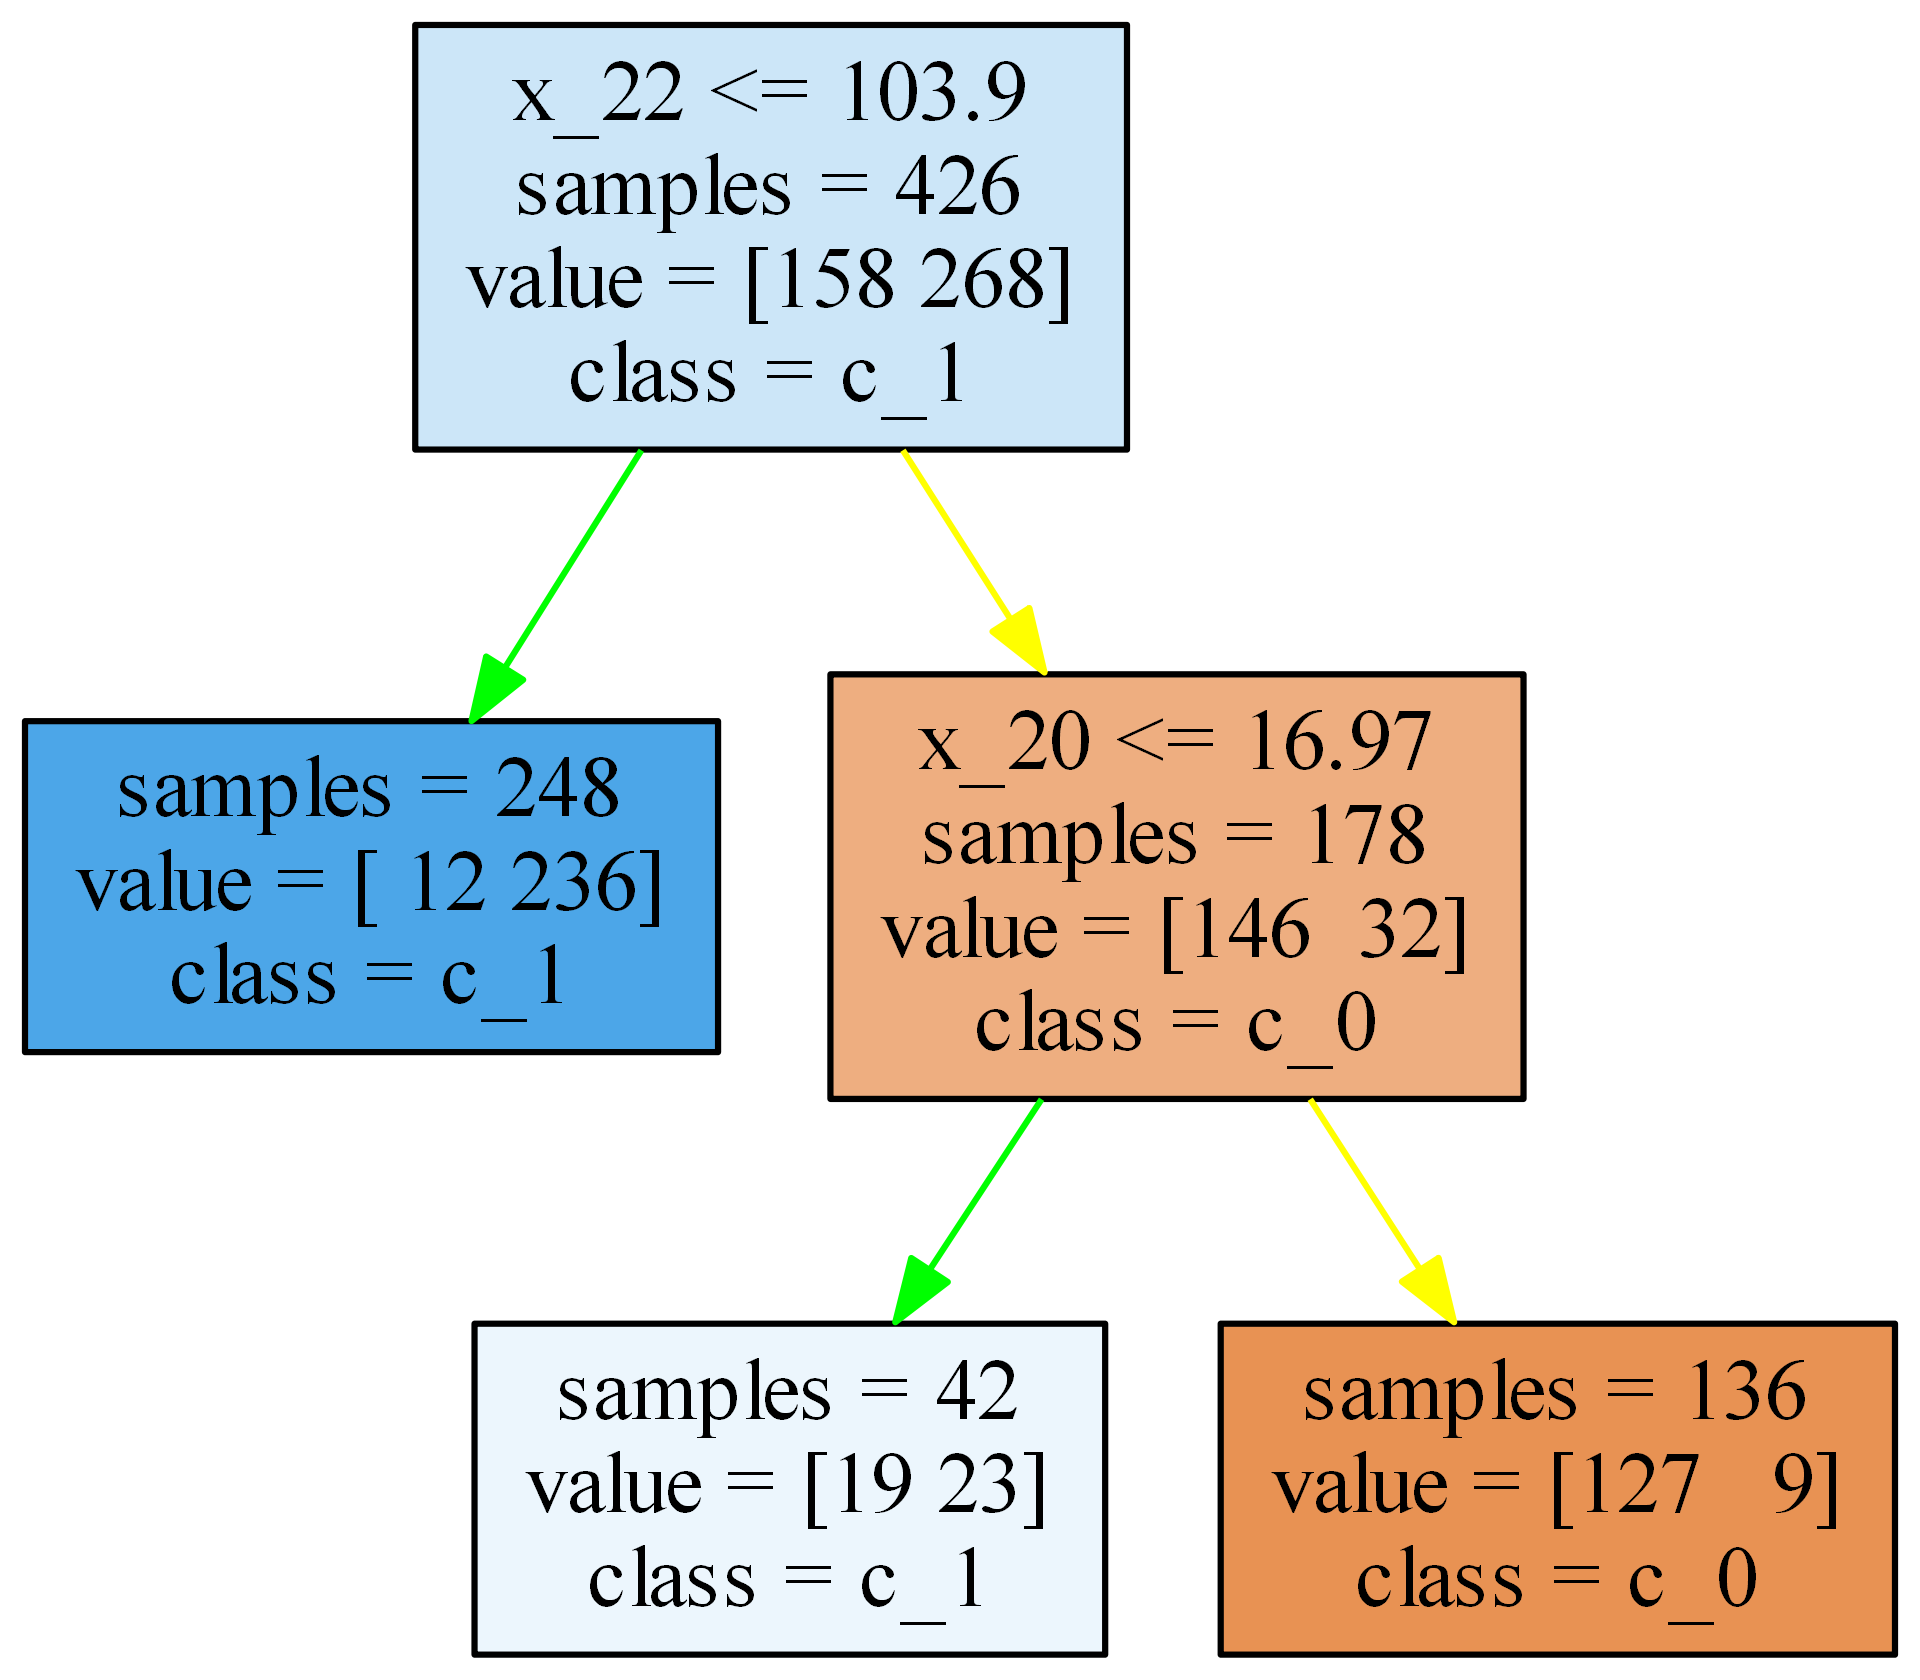 x_22 <= 103.9
samples = 426
value = [158 268]
class = c_1
samples = 248
value = [ 12 236]
class = c_1
x_20 <= 16.97
samples = 178
value = [146  32]
class = c_0
samples = 42
value = [19 23]
class = c_1
samples = 136
value = [127   9]
class = c_0